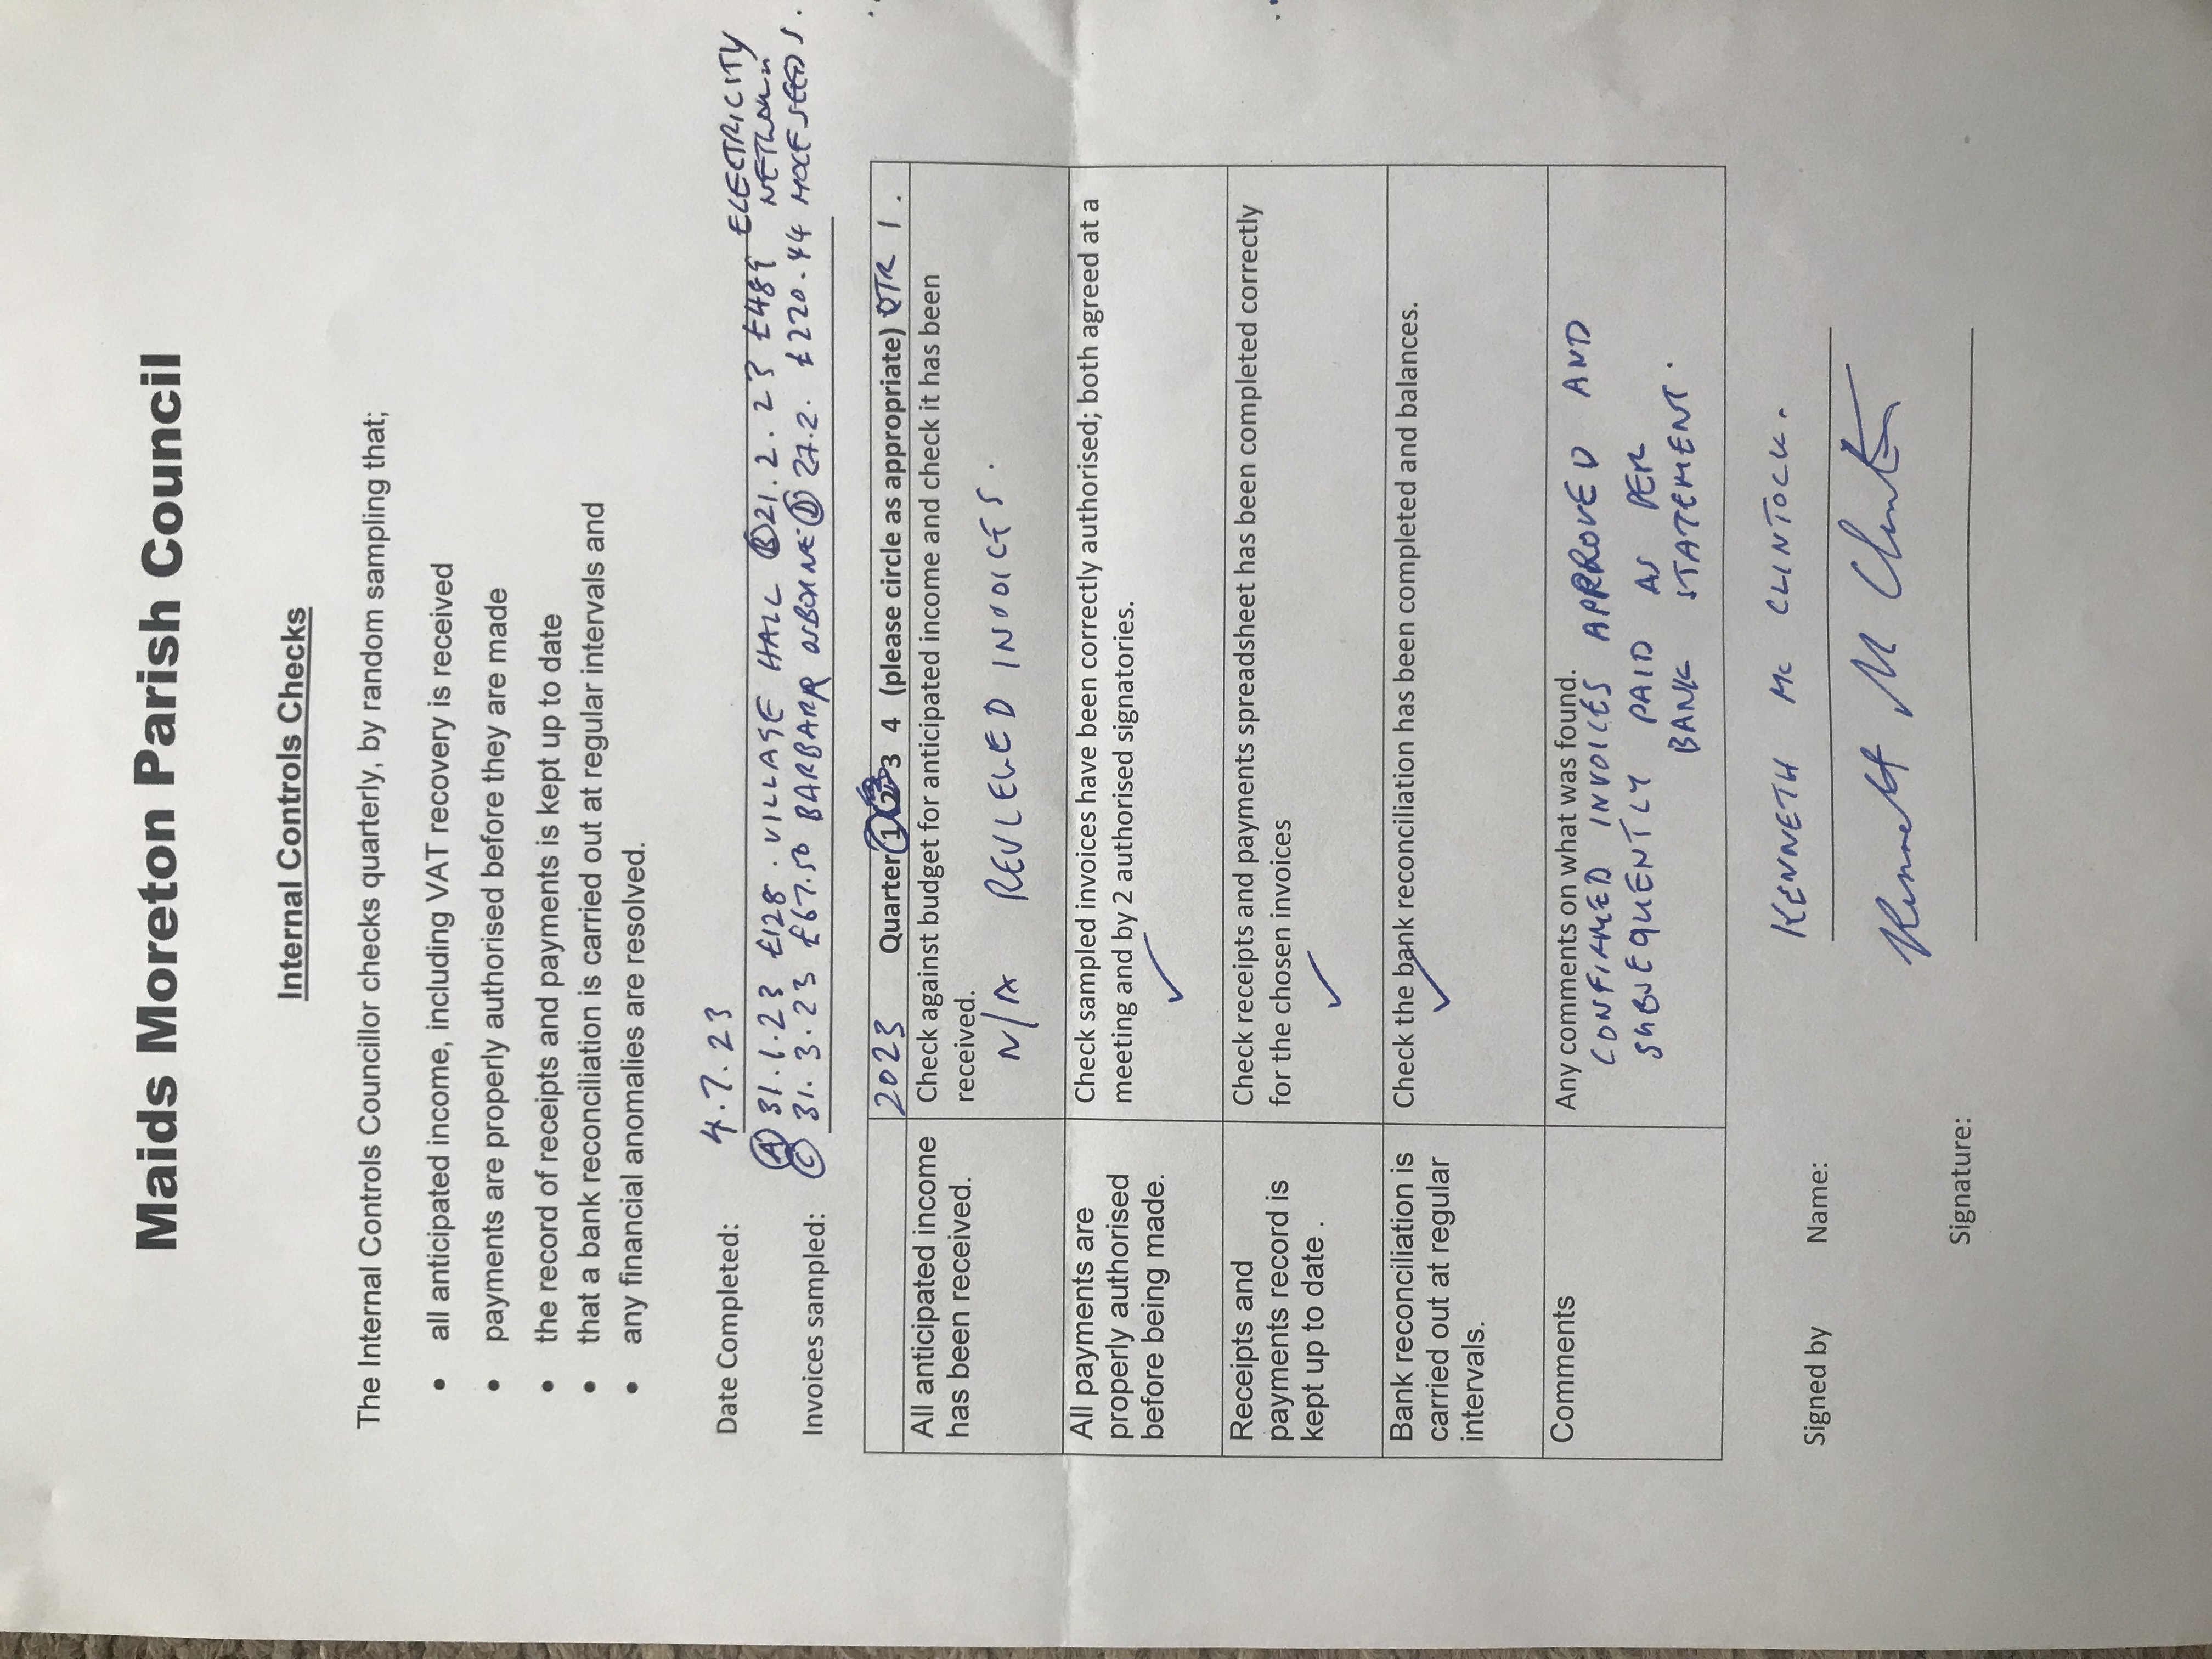 Maids Moreton Parish Council
Internal Controls Checks
The Internal Controls Councillor checks quarterly, by random sampling that;
• all anticipated income, including VAT recovery is received
• payments are properly authorised before they are made
• the record of receipts and payments is kept up to date
• that a bank reconciliation is carried out at regular intervals and
• any financial anomalies are resolved.
Date Completed: 4.7.23
Invoices sampled:
(A) 31.1.23 £128. VILLAGE HALL (B) 21.2.23 £489 ELECTRICITY NETWORK
(C) 31.3.23 £67.50 BARBARA OSBORNE (D) 27.2. £220.44
2023 Quarter 1 2 3 4 (please circle as appropriate) QTR 1.
All anticipated income
has been received.
Check against budget for anticipated income and check it has been
received.
N/A REVIEWED INVOICES.
All payments are
properly authorised
before being made.
Check sampled invoices have been correctly authorised; both agreed at a
meeting and by 2 authorised signatories.
✓
Receipts and
payments record is
kept up to date .
Check receipts and payments spreadsheet has been completed correctly
for the chosen invoices
✓
Bank reconciliation is
carried out at regular
intervals.
Check the bank reconciliation has been completed and balances.
✓
Comments
Any comments on what was found.
CONFIRMED INVOICES APPROVED AND
SUBSEQUENTLY PAID AS PER
BANK STATEMENT.
Signed by Name: KENNETH Mc CLINTOCK.
Signature: Kenneth McClintock